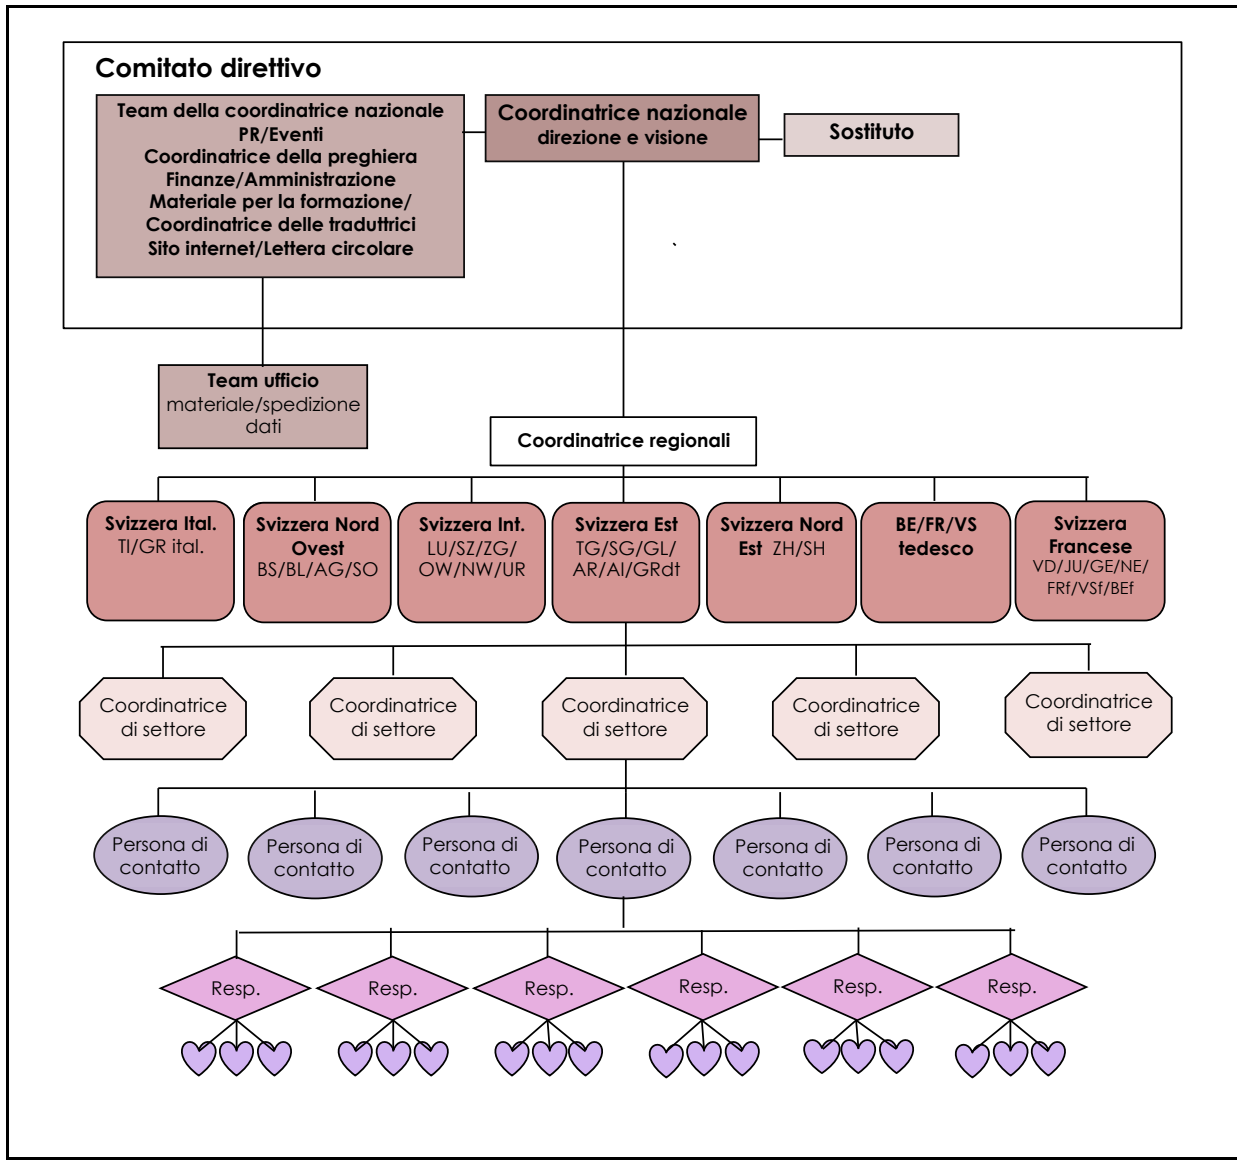 Comitato direttivo
Team della coordinatrice nazionale
PR/Eventi
Coordinatrice della preghiera
Finanze/Amministrazione
Materiale per la formazione/
Coordinatrice delle traduttrici
Sito internet/Lettera circolare
Coordinatrice nazionale
direzione e visione
Sostituto
Team ufficio
materiale/spedizione
dati
Coordinatrice regionali
Svizzera Ital.
TI/GR ital.
Svizzera Nord
Ovest
BS/BL/AG/SO
Svizzera Int.
LU/SZ/ZG/
OW/NW/UR
Svizzera Est
TG/SG/GL/
AR/AI/GRdt
Svizzera Nord
Est ZH/SH
BE/FR/VS
tedesco
Svizzera
Francese
VD/JU/GE/NE/
FRf/VSf/BEf
Coordinatrice
di settore
Coordinatrice
di settore
Coordinatrice
di settore
Coordinatrice
di settore
Coordinatrice
di settore
Persona di
contatto
Persona di
contatto
Persona di
contatto
Persona di
contatto
Persona di
contatto
Persona di
contatto
Persona di
contatto
Resp.
Resp.
Resp.
Resp.
Resp.
Resp.